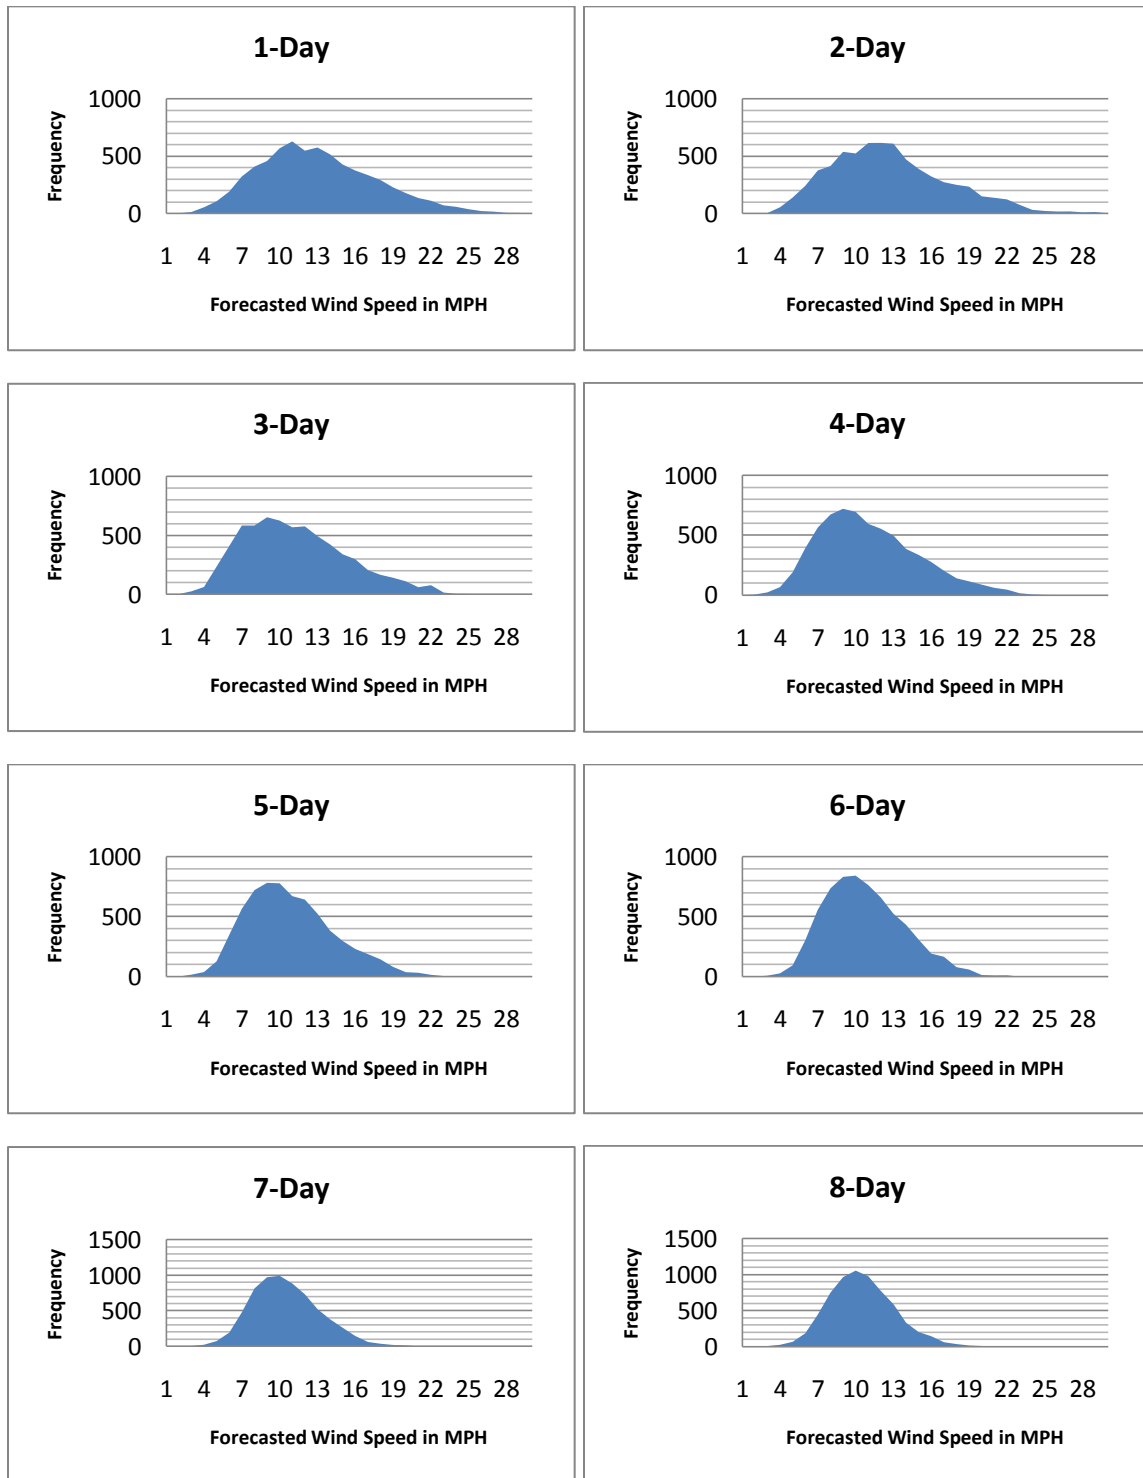 1-Day
Frequency
1000
500
0
1 4 7 10 13 16 19 22 25 28
Forecasted Wind Speed in MPH
2-Day
Frequency
1000
500
0
1 4 7 10 13 16 19 22 25 28
Forecasted Wind Speed in MPH
3-Day
Frequency
1000
500
0
1 4 7 10 13 16 19 22 25 28
Forecasted Wind Speed in MPH
4-Day
Frequency
1000
500
0
1 4 7 10 13 16 19 22 25 28
Forecasted Wind Speed in MPH
5-Day
Frequency
1000
500
0
1 4 7 10 13 16 19 22 25 28
Forecasted Wind Speed in MPH
6-Day
Frequency
1000
500
0
1 4 7 10 13 16 19 22 25 28
Forecasted Wind Speed in MPH
7-Day
Frequency
1500
1000
500
0
1 4 7 10 13 16 19 22 25 28
Forecasted Wind Speed in MPH
8-Day
Frequency
1500
1000
500
0
1 4 7 10 13 16 19 22 25 28
Forecasted Wind Speed in MPH